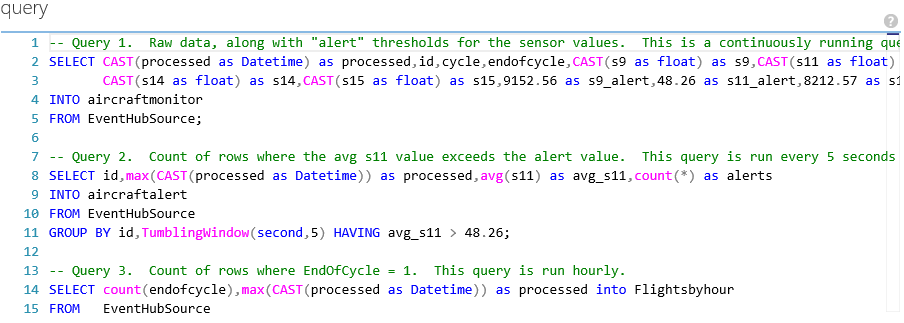 query
?
1 -- Query 1.  Raw data, along with "alert" thresholds for the sensor values.  This is a continuously running que
2 SELECT CAST(processed as Datetime) as processed,id,cycle,endofcycle,CAST(s9 as float) as s9,CAST(s11 as float)
3        CAST(s14 as float) as s14,CAST(s15 as float) as s15,9152.56 as s9_alert,48.26 as s11_alert,8212.57 as s1
4 INTO aircraftmonitor
5 FROM EventHubSource;
6
7 -- Query 2.  Count of rows where the avg s11 value exceeds the alert value.  This query is run every 5 seconds
8 SELECT id,max(CAST(processed as Datetime)) as processed,avg(s11) as avg_s11,count(*) as alerts
9 INTO aircraftalert
10 FROM EventHubSource
11 GROUP BY id,TumblingWindow(second,5) HAVING avg_s11 > 48.26;
12
13 -- Query 3.  Count of rows where EndOfCycle = 1.  This query is run hourly.
14 SELECT count(endofcycle),max(CAST(processed as Datetime)) as processed into Flightsbyhour
15 FROM   EventHubSource